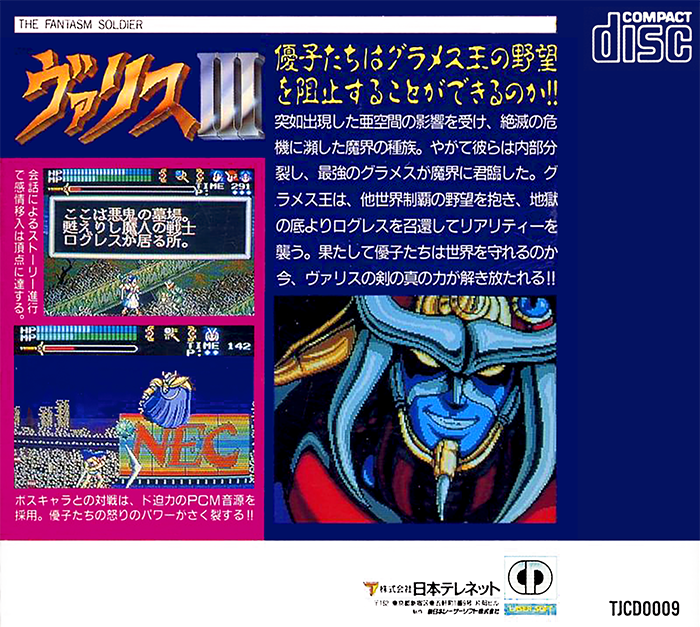 THE FANTASM SOLDIER
ヴァリスIII
COMPACT
disc
優子たちはグラメス王の野望
を阻止することができるのか!!
突如出現した亜空間の影響を受け、絶滅の危
機に瀕した魔界の種族。やがて彼らは内部分
裂し、最強のグラメスが魔界に君臨した。グ
ラメス王は、他世界制覇の野望を抱き、地獄
の底よりログレスを召還してリアリティーを
襲う。果たして優子たちは世界を守れるのか
今、ヴァリスの剣の真の力が解き放たれる!!
会話によるストーリー進行
で感情移入は頂点に達する。
HP
MP
TIME 291
P:
ここは悪鬼の墓場。
甦えりし魔人の戦士
ログレスが居る所。
HP
MP
TIME 142
P:
NEC
ボスキャラとの対戦は、ド迫力のPCM音源を
採用。優子たちの怒りのパワーがさく裂する!!
株式会社日本テレネット
LASER SOFT
TJCD0009